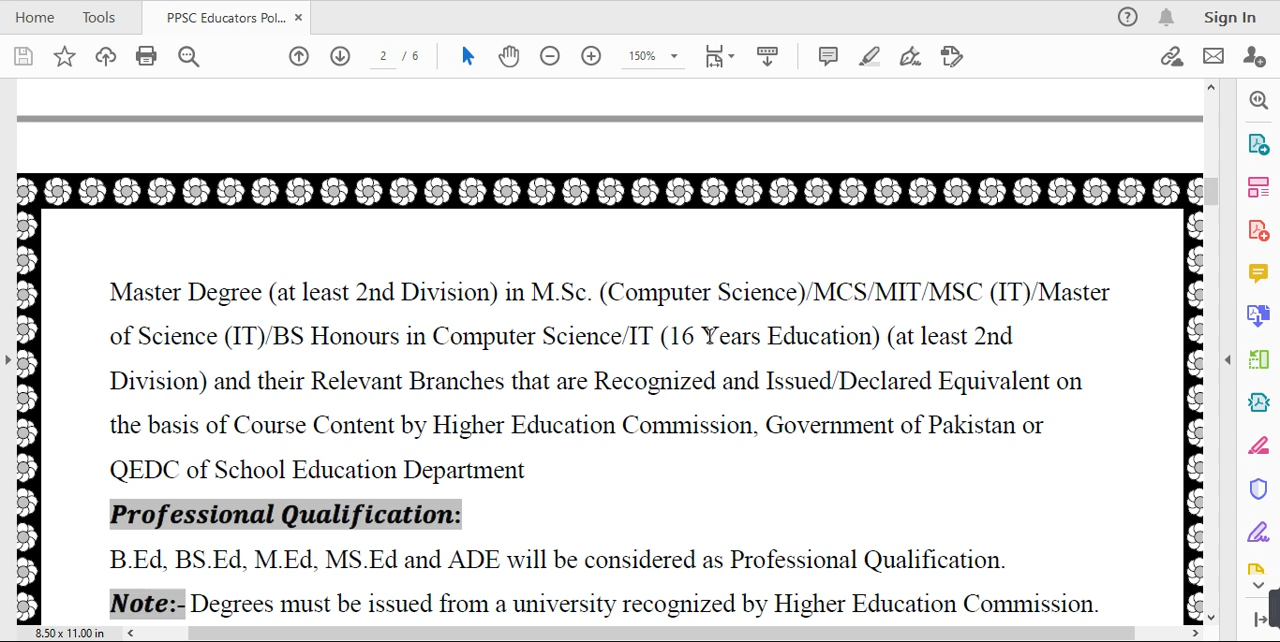 Home Tools PPSC Educators Pol... × Sign In
2 / 6 150%
Master Degree (at least 2nd Division) in M.Sc. (Computer Science)/MCS/MIT/MSC (IT)/Master
of Science (IT)/BS Honours in Computer Science/IT (16 Years Education) (at least 2nd
Division) and their Relevant Branches that are Recognized and Issued/Declared Equivalent on
the basis of Course Content by Higher Education Commission, Government of Pakistan or
QEDC of School Education Department
Professional Qualification:
B.Ed, BS.Ed, M.Ed, MS.Ed and ADE will be considered as Professional Qualification.
Note:- Degrees must be issued from a university recognized by Higher Education Commission.
8.50 x 11.00 in